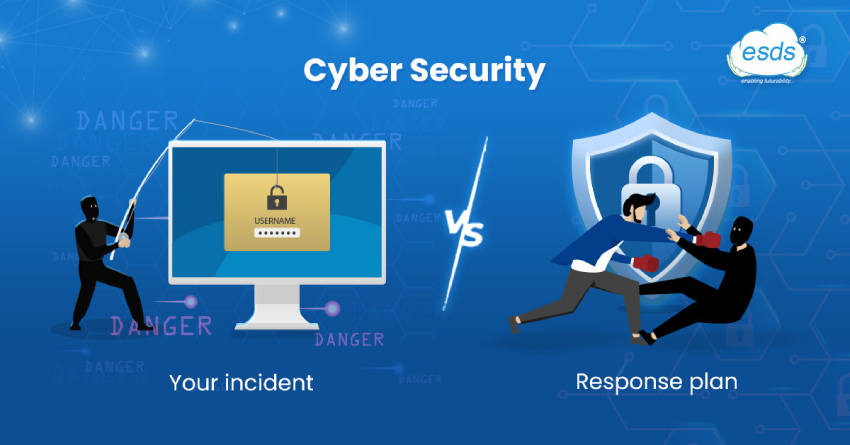 esds®
enabling futurability...
Cyber Security
DANGER
DANGER
DANGER
DANGER
USERNAME
DANGER
VS
DANGER
DANGER
DANGER
DANGER
Your incident
Response plan